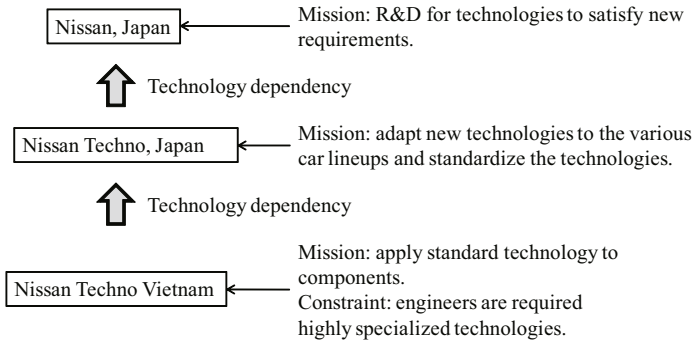 Nissan, Japan
Mission: R&D for technologies to satisfy new
requirements.
Technology dependency
Nissan Techno, Japan
Mission: adapt new technologies to the various
car lineups and standardize the technologies.
Technology dependency
Nissan Techno Vietnam
Mission: apply standard technology to
components.
Constraint: engineers are required
highly specialized technologies.